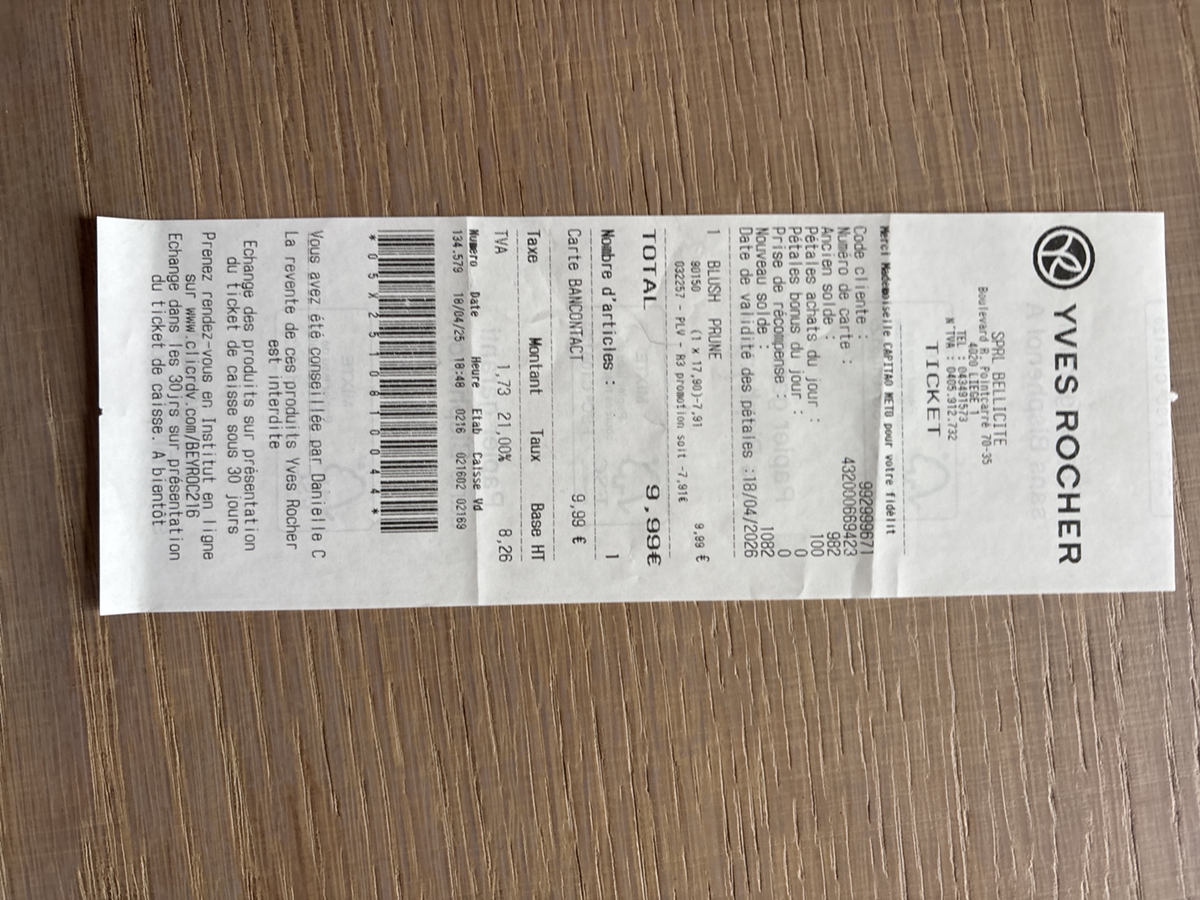 YVES ROCHER
SPRL BELLICITE
Boulevard R. Pointçarré 70-35
4020 LIEGE 1
TEL : 043491573
N TVA : 0405.912.732
TICKET
Merci Mademoiselle CAPITAO NETO pour votre fidélit
Code cliente : 992999671
Numéro de carte : 432000669423
Ancien solde : 982
Pétales achats du jour : 100
Pétales bonus du jour : 0
Prise de récompense : 0
Nouveau solde : 1082
Date de validité des pétales :18/04/2026
1 BLUSH PRUNE 9,99 €
90150 (1 x 17,90)-7,91
032257 - PLV - R3 promotion soit -7,91€
TOTAL 9,99€
Nombre d'articles : 1
Carte BANCONTACT 9,99 €
Taxe Montant Taux Base HT
TVA 1,73 21,00% 8,26
Numero Date Heure Etab Caisse Vd
134.579 18/04/25 18:48 0216 021602 02169
*05X2510810044*
Vous avez été conseillée par Danielle C
La revente de ces produits Yves Rocher
est interdite
Echange des produits sur présentation
du ticket de caisse sous 30 jours
Prenez rendez-vous en Institut en ligne
sur www.clicrdv.com/BEYROC216
Echange dans les 30jrs sur présentation
du ticket de caisse. A bientôt